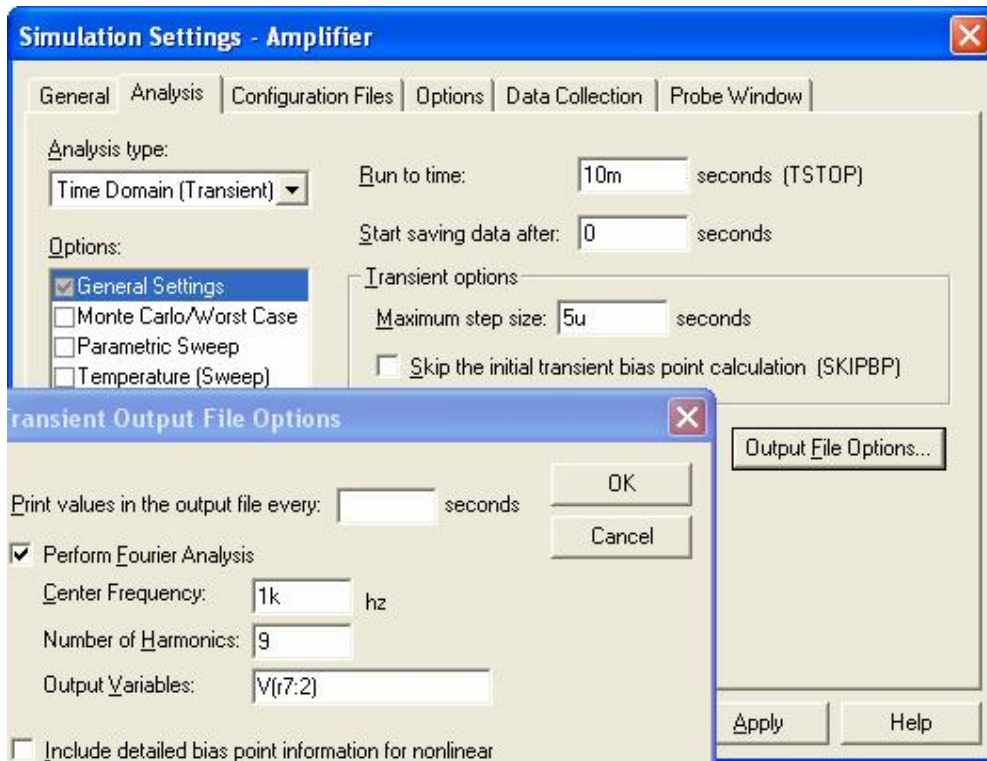 Simulation Settings - Amplifier
General Analysis Configuration Files Options Data Collection Probe Window
Analysis type:
Time Domain (Transient)
Run to time: 10m seconds (TSTOP)
Start saving data after: 0 seconds
Options:
General Settings
Monte Carlo/Worst Case
Parametric Sweep
Temperature (Sweep)
Transient options
Maximum step size: 5u seconds
Skip the initial transient bias point calculation (SKIPBP)
Output File Options...
Transient Output File Options
Print values in the output file every: seconds
OK
Cancel
Perform Fourier Analysis
Center Frequency: 1k hz
Number of Harmonics: 9
Output Variables: V(r7:2)
Include detailed bias point information for nonlinear
Apply Help